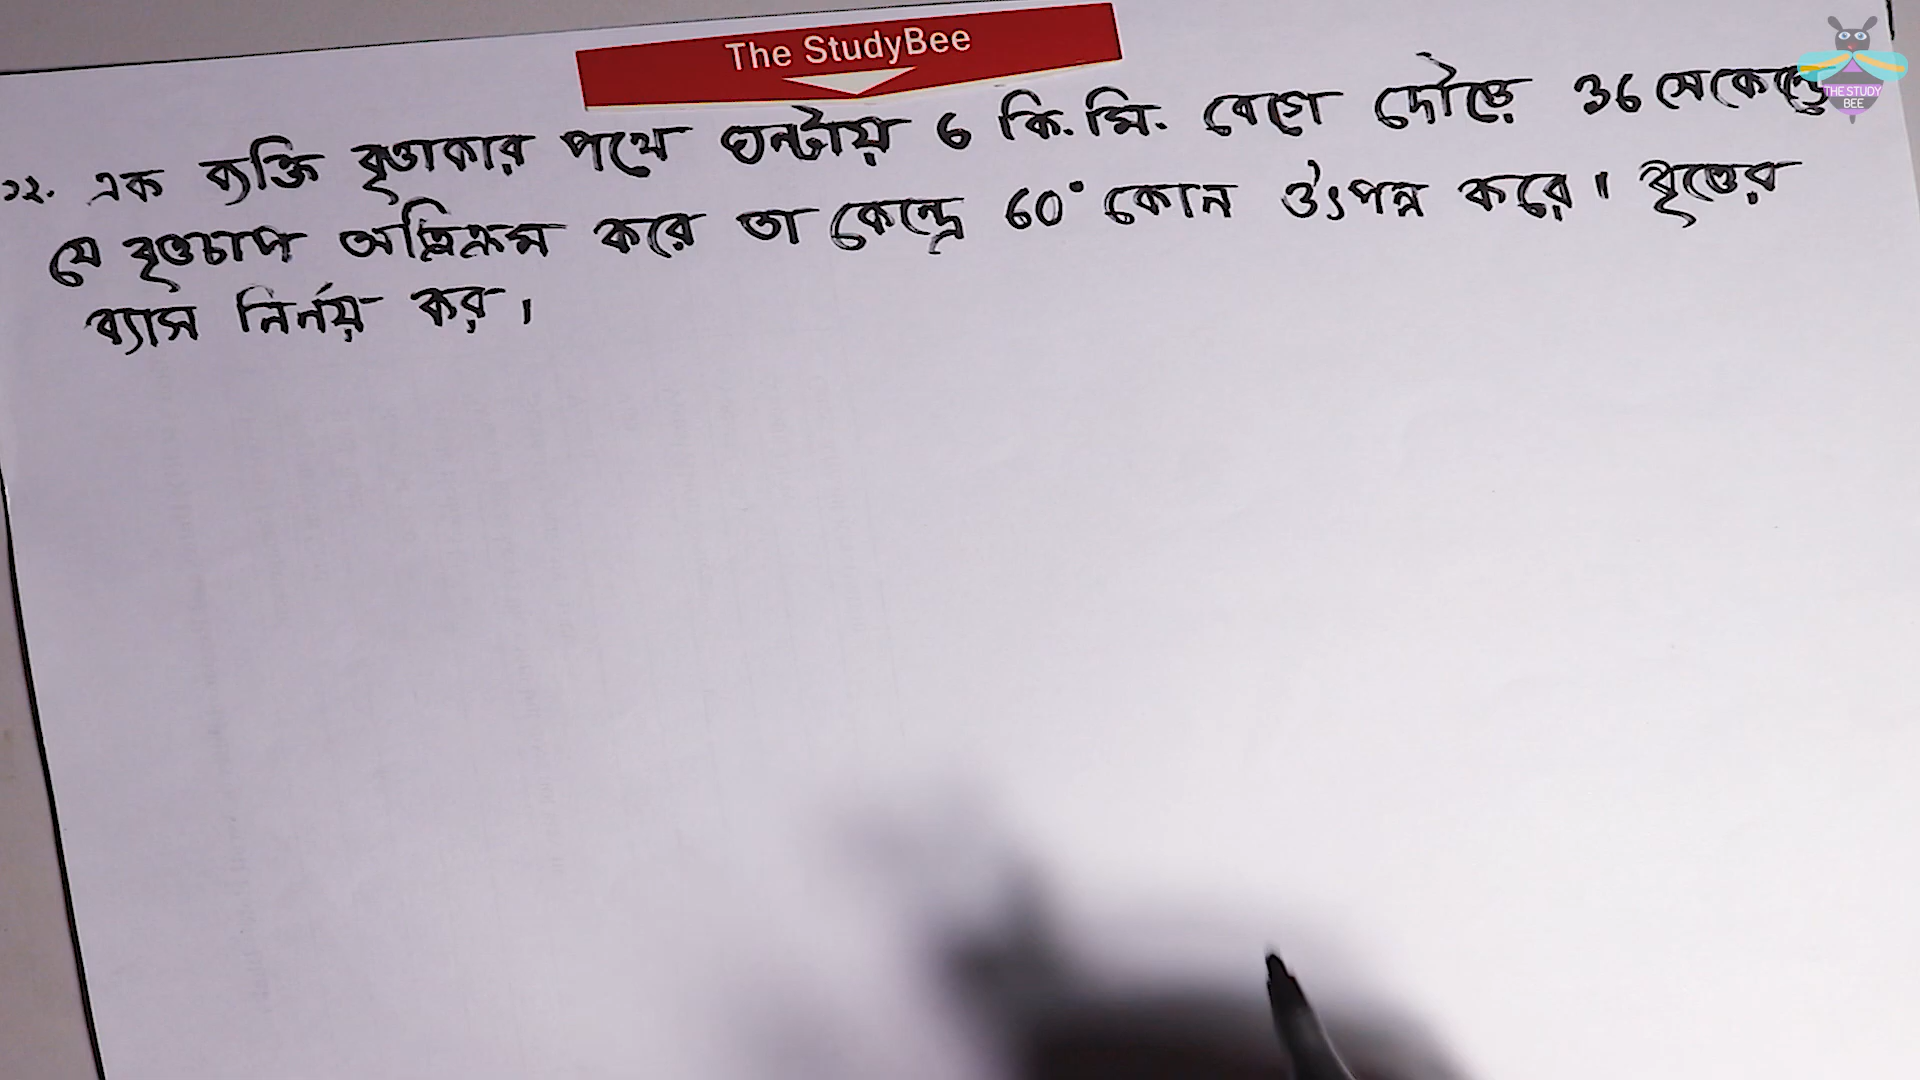 The StudyBee
THE STUDY
BEE
১২. এক ব্যক্তি বৃত্তাকার পথে ঘন্টায় 6 কি.মি. বেগে দৌড়ে 36 সেকেন্ডে
যে বৃত্তচাপ অতিক্রম করে তা কেন্দ্রে 60° কোন উৎপন্ন করে। বৃত্তের
ব্যাস নির্নয় কর।